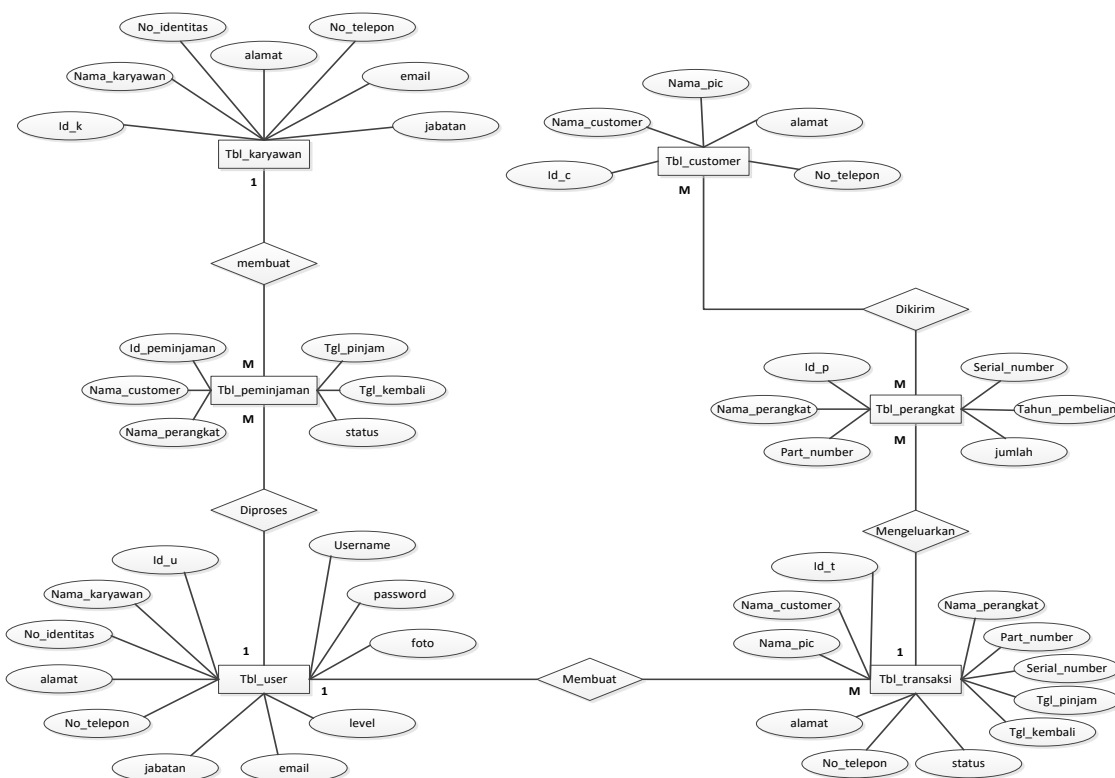 No_identitas
No_telepon
alamat
Nama_karyawan
email
Id_k
jabatan
Tbl_karyawan
1
Nama_pic
Nama_customer
alamat
Tbl_customer
Id_c
No_telepon
M
membuat
Dikirim
Id_peminjaman
Tgl_pinjam
M
Nama_customer
Tbl_peminjaman
Tgl_kembali
M
Nama_perangkat
status
Id_p
Serial_number
M
Nama_perangkat
Tbl_perangkat
Tahun_pembelian
M
Part_number
jumlah
Diproses
Mengeluarkan
Id_u
Username
Nama_karyawan
password
No_identitas
foto
1
alamat
Tbl_user
1
No_telepon
level
jabatan
email
Membuat
Id_t
Nama_customer
Nama_perangkat
Nama_pic
Part_number
1
Serial_number
Tbl_transaksi
M
Tgl_pinjam
alamat
Tgl_kembali
No_telepon
status